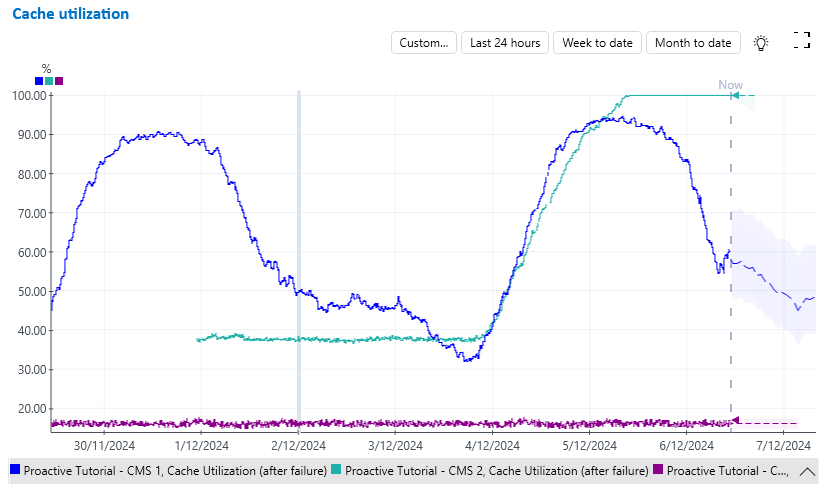 Cache utilization
Custom... Last 24 hours Week to date Month to date
%
Now
100.00
90.00
80.00
70.00
60.00
50.00
40.00
30.00
20.00
30/11/2024 1/12/2024 2/12/2024 3/12/2024 4/12/2024 5/12/2024 6/12/2024 7/12/2024
Proactive Tutorial - CMS 1, Cache Utilization (after failure) Proactive Tutorial - CMS 2, Cache Utilization (after failure) Proactive Tutorial - C...,